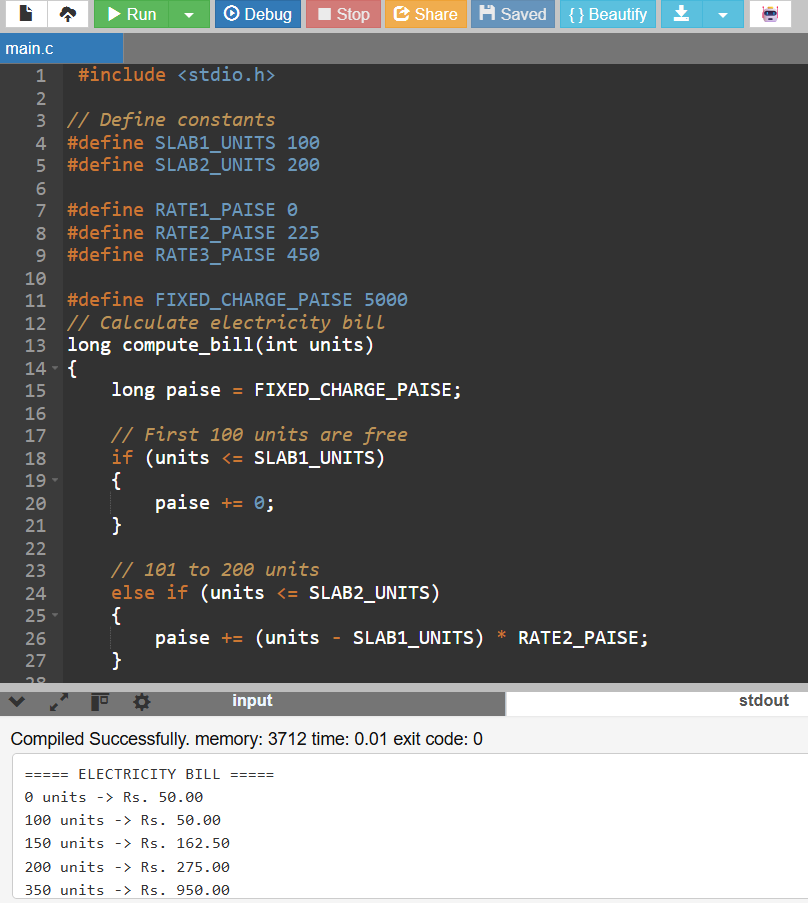 Run Debug Stop Share Saved { } Beautify
main.c
1 #include <stdio.h>
2
3 // Define constants
4 #define SLAB1_UNITS 100
5 #define SLAB2_UNITS 200
6
7 #define RATE1_PAISE 0
8 #define RATE2_PAISE 225
9 #define RATE3_PAISE 450
10
11 #define FIXED_CHARGE_PAISE 5000
12 // Calculate electricity bill
13 long compute_bill(int units)
14 {
15     long paise = FIXED_CHARGE_PAISE;
16
17     // First 100 units are free
18     if (units <= SLAB1_UNITS)
19     {
20         paise += 0;
21     }
22
23     // 101 to 200 units
24     else if (units <= SLAB2_UNITS)
25     {
26         paise += (units - SLAB1_UNITS) * RATE2_PAISE;
27     }
28
input stdout
Compiled Successfully. memory: 3712 time: 0.01 exit code: 0
===== ELECTRICITY BILL =====
0 units -> Rs. 50.00
100 units -> Rs. 50.00
150 units -> Rs. 162.50
200 units -> Rs. 275.00
350 units -> Rs. 950.00